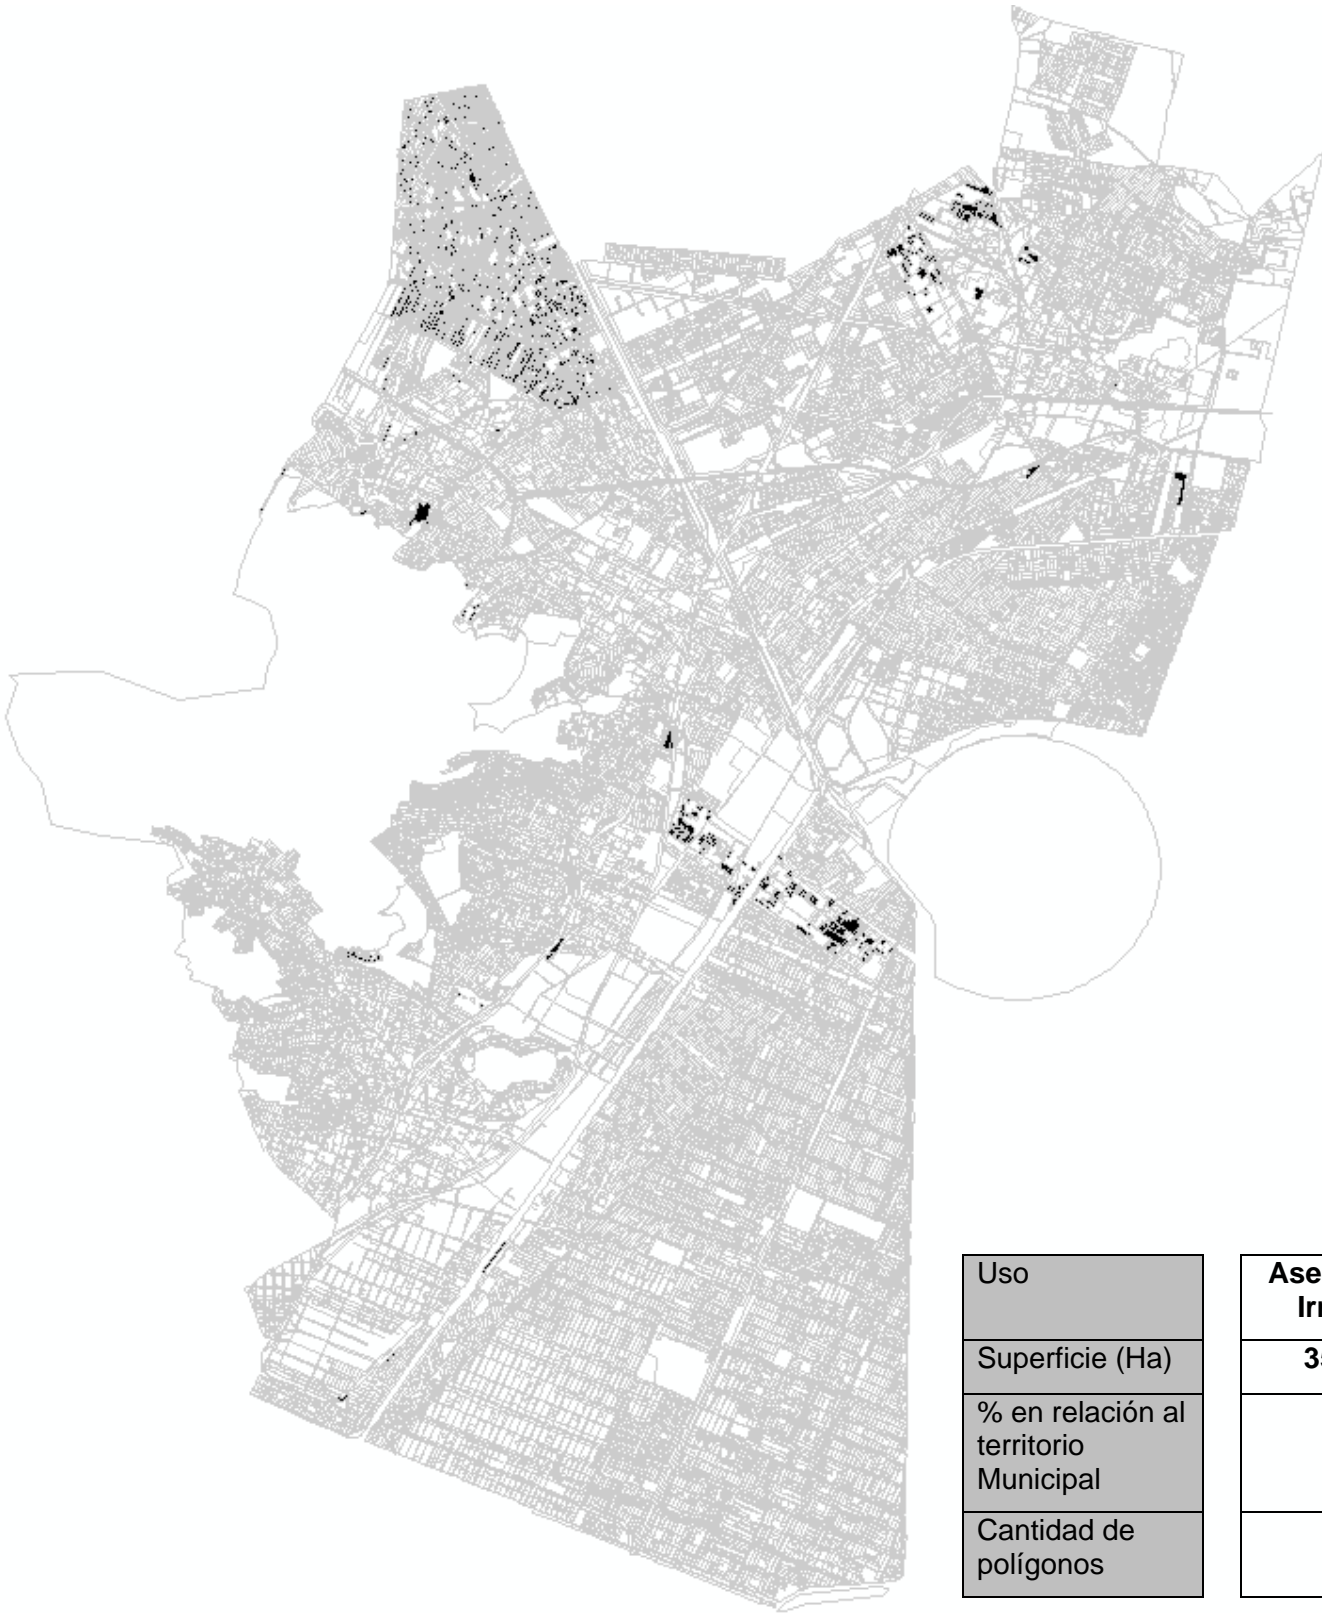 Uso
Superficie (Ha)
% en relación al
territorio
Municipal
Cantidad de
polígonos